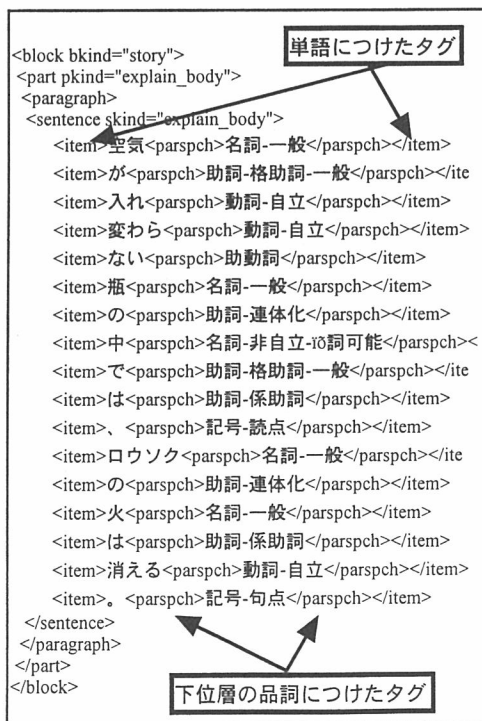 単語につけたタグ
<block bkind="story">
<part pkind="explain_body">
<paragraph>
<sentence skind="explain_body">
<item>空気<parspch>名詞-一般</parspch></item>
<item>が<parspch>助詞-格助詞-一般</parspch></ite
<item>入れ<parspch>動詞-自立</parspch></item>
<item>変わら<parspch>動詞-自立</parspch></item>
<item>ない<parspch>助動詞</parspch></item>
<item>瓶<parspch>名詞-一般</parspch></item>
<item>の<parspch>助詞-連体化</parspch></item>
<item>中<parspch>名詞-非自立-ïõ詞可能</parspch><
<item>で<parspch>助詞-格助詞-一般</parspch></ite
<item>は<parspch>助詞-係助詞</parspch></item>
<item>、<parspch>記号-読点</parspch></item>
<item>ロウソク<parspch>名詞-一般</parspch></ite
<item>の<parspch>助詞-連体化</parspch></item>
<item>火<parspch>名詞-一般</parspch></item>
<item>は<parspch>助詞-係助詞</parspch></item>
<item>消える<parspch>動詞-自立</parspch></item>
<item>。<parspch>記号-句点</parspch></item>
</sentence>
</paragraph>
</part>
</block>
下位層の品詞につけたタグ